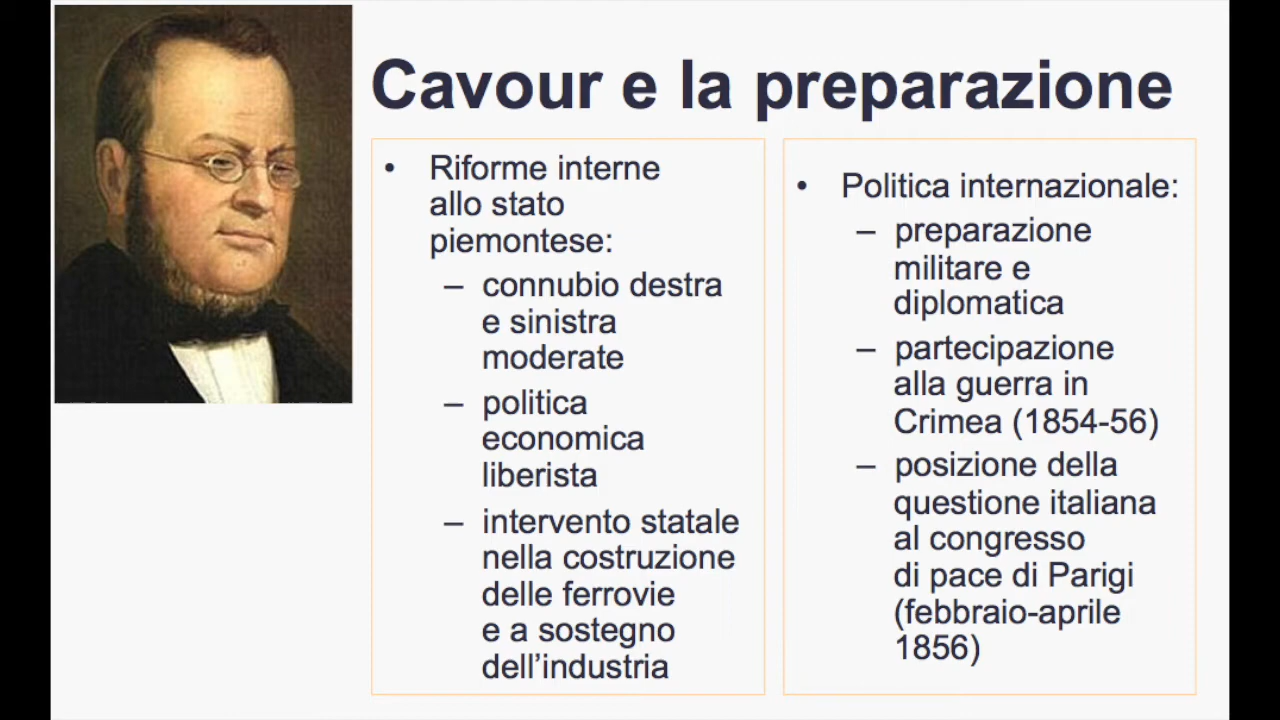 Cavour e la preparazione
• Riforme interne
allo stato
piemontese:
– connubio destra
e sinistra
moderate
– politica
economica
liberista
– intervento statale
nella costruzione
delle ferrovie
e a sostegno
dell’industria
• Politica internazionale:
– preparazione
militare e
diplomatica
– partecipazione
alla guerra in
Crimea (1854-56)
– posizione della
questione italiana
al congresso
di pace di Parigi
(febbraio-aprile
1856)